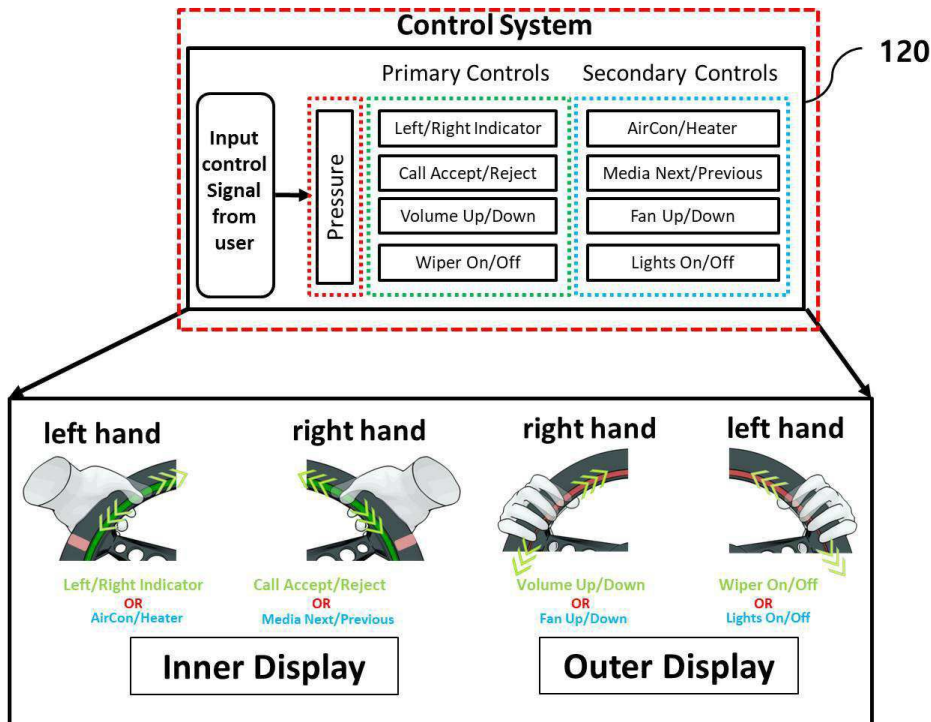 Control System
120
Primary Controls
Secondary Controls
Input
control
Signal
from
user
Pressure
Left/Right Indicator
Call Accept/Reject
Volume Up/Down
Wiper On/Off
AirCon/Heater
Media Next/Previous
Fan Up/Down
Lights On/Off
left hand
right hand
right hand
left hand
Left/Right Indicator
OR
AirCon/Heater
Call Accept/Reject
OR
Media Next/Previous
Volume Up/Down
OR
Fan Up/Down
Wiper On/Off
OR
Lights On/Off
Inner Display
Outer Display